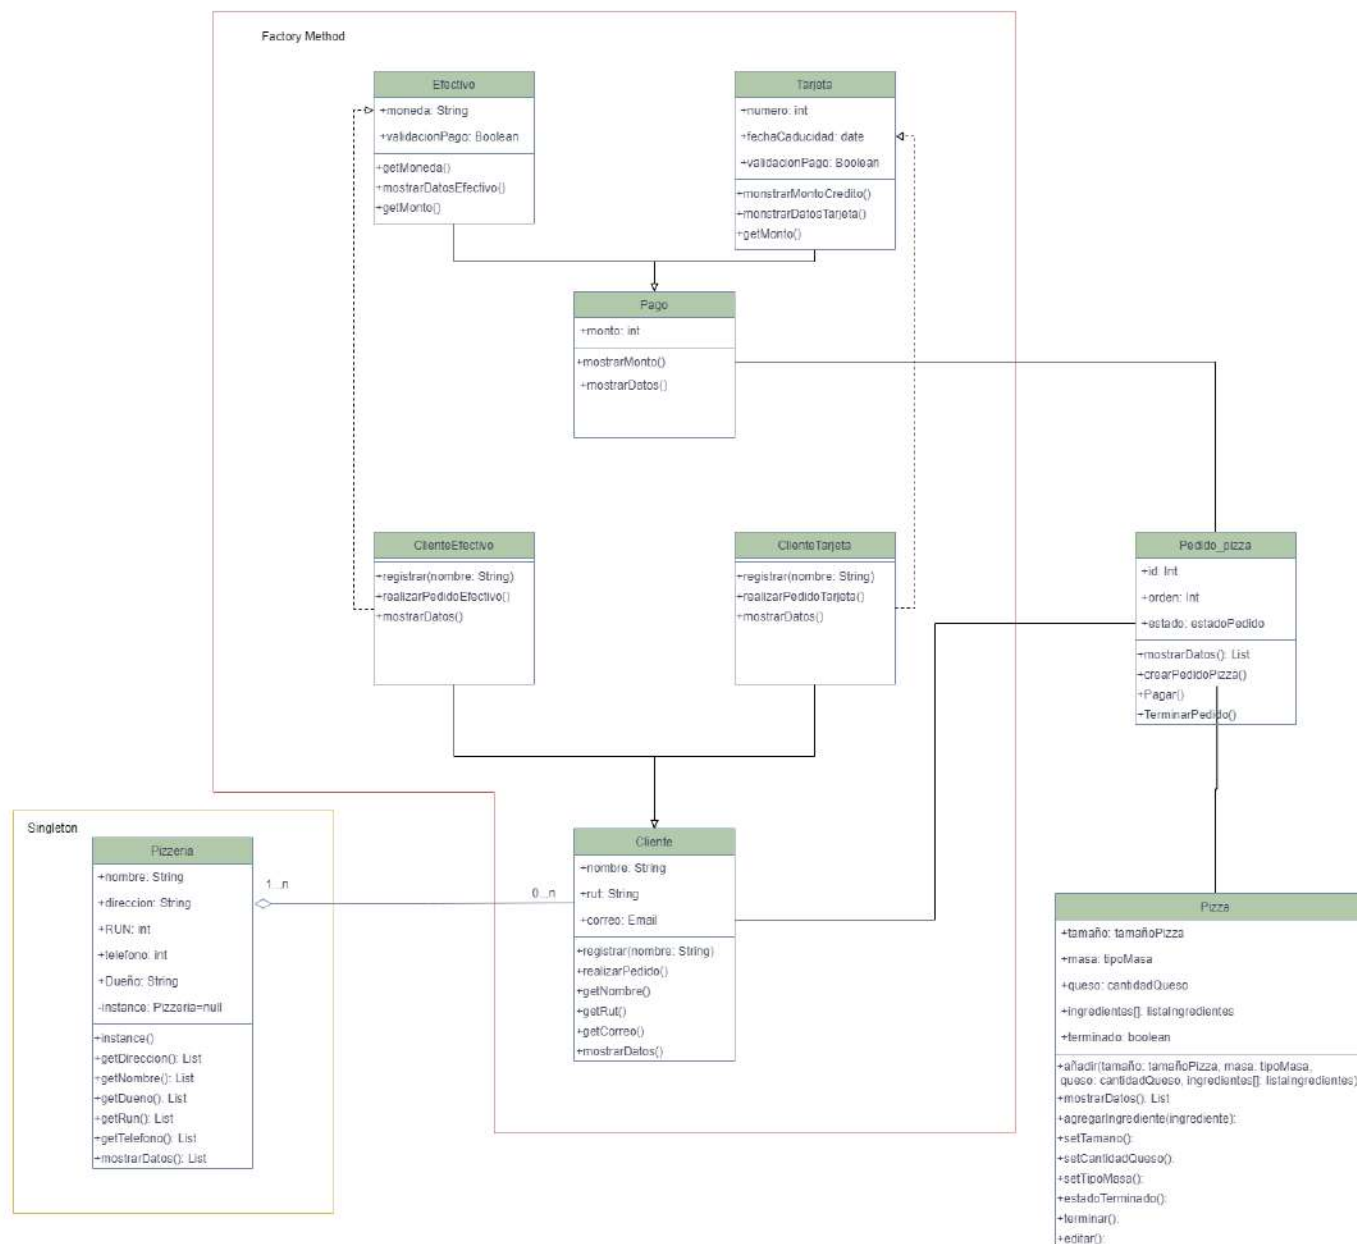 Factory Method
Efectivo
+moneda: String
+validacionPago: Boolean
+getMoneda()
+mostrarDatosEfectivo()
+getMonto()
Tarjeta
+numero: int
+fechaCaducidad: date
+validacionPago: Boolean
+monstrarMontoCredito()
+monstrarDatosTarjeta()
+getMonto()
Pago
+monto: int
+mostrarMonto()
+mostrarDatos()
ClienteEfectivo
+registrar(nombre: String)
+realizarPedidoEfectivo()
+mostrarDatos()
ClienteTarjeta
+registrar(nombre: String)
+realizarPedidoTarjeta()
+mostrarDatos()
Pedido_pizza
+id: Int
+orden: Int
+estado: estadoPedido
+mostrarDatos(): List
+crearPedidoPizza()
+Pagar()
+TerminarPedido()
Singleton
Pizzeria
+nombre: String
+direccion: String
+RUN: int
+telefono: int
+Dueño: String
-instance: Pizzeria=null
+instance()
+getDireccion(): List
+getNombre(): List
+getDueno(): List
+getRun(): List
+getTelefono(): List
+mostrarDatos(): List
1...n
0...n
Cliente
+nombre: String
+rut: String
+correo: Email
+registrar(nombre: String)
+realizarPedido()
+getNombre()
+getRut()
+getCorreo()
+mostrarDatos()
Pizza
+tamaño: tamañoPizza
+masa: tipoMasa
+queso: cantidadQueso
+ingredientes[]: listaIngredientes
+terminado: boolean
+añadir(tamaño: tamañoPizza, masa: tipoMasa,
queso: cantidadQueso, ingredientes[]: listaIngredientes)
+mostrarDatos(): List
+agregarIngrediente(ingrediente):
+setTamano():
+setCantidadQueso():
+setTipoMasa():
+estadoTerminado():
+terminar():
+editar():